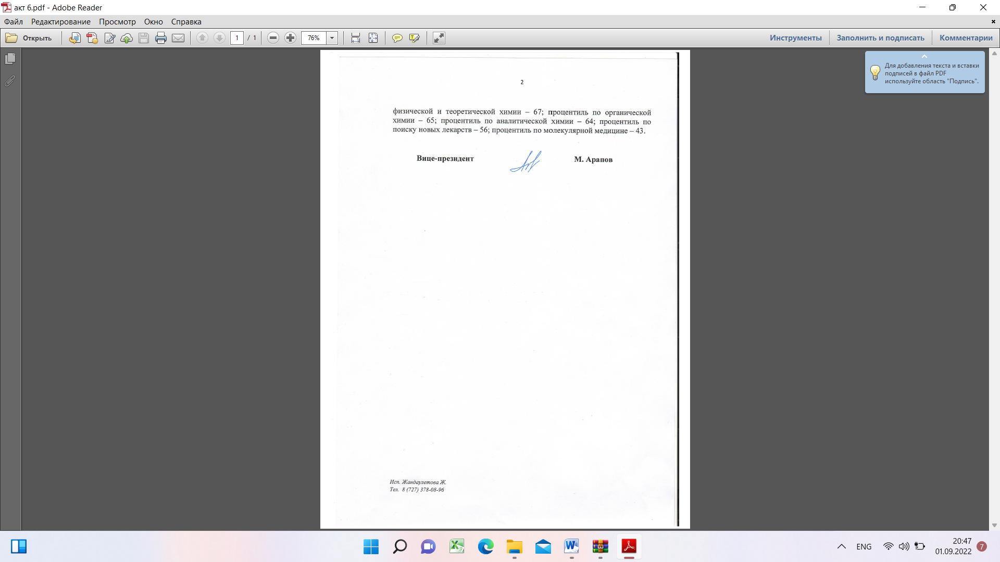 акт 6.pdf - Adobe Reader
Файл Редактирование Просмотр Окно Справка
Открыть 1 / 1 76% Инструменты Заполнить и подписать Комментарии
Для добавления текста и вставки
подписей в файл PDF
используйте область "Подпись".
2
физической и теоретической химии – 67; процентиль по органической
химии – 65; процентиль по аналитической химии – 64; процентиль по
поиску новых лекарств – 56; процентиль по молекулярной медицине – 43.
Вице-президент М. Арапов
Исп. Жандаулетова Ж.
Тел. 8 (727) 378-08-96
ENG
20:47
01.09.2022
7